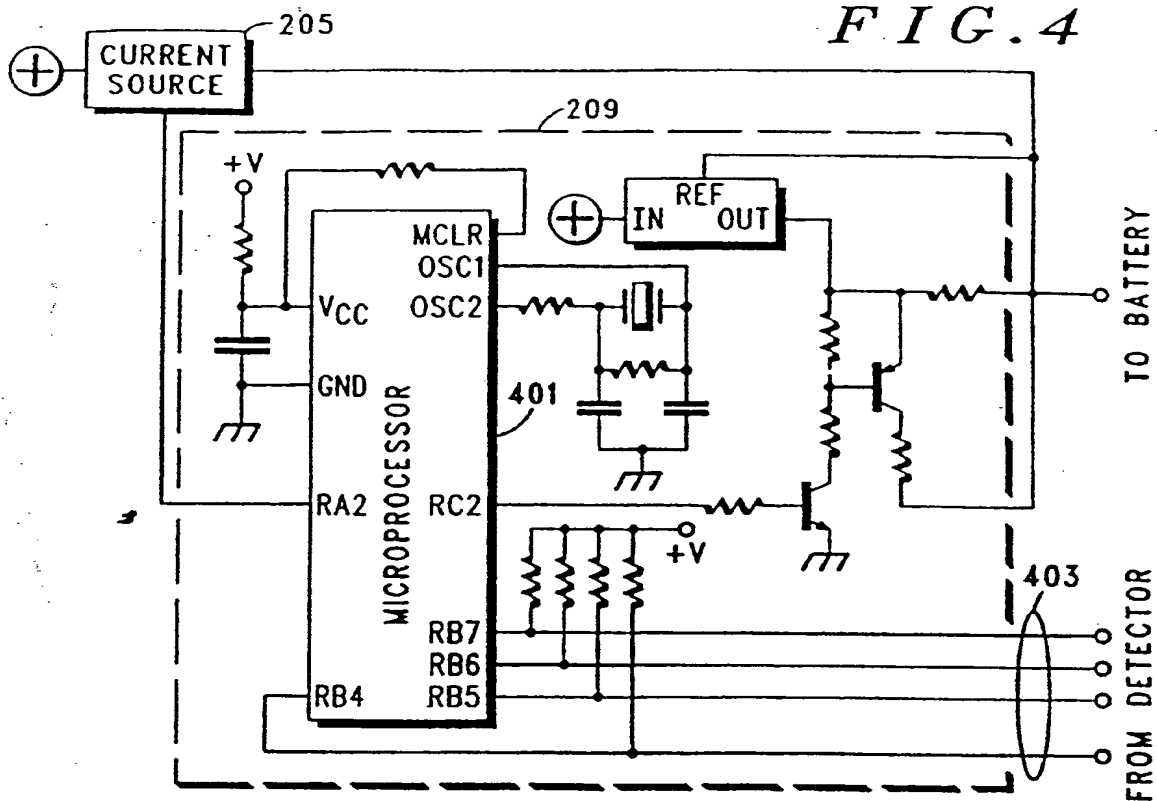 FIG.4
205
CURRENT
SOURCE
209
+V
REF
IN OUT
MCLR
OSC1
OSC2
VCC
GND
MICROPROCESSOR
401
RA2
RC2
+V
TO BATTERY
403
RB7
RB6
RB5
RB4
FROM DETECTOR